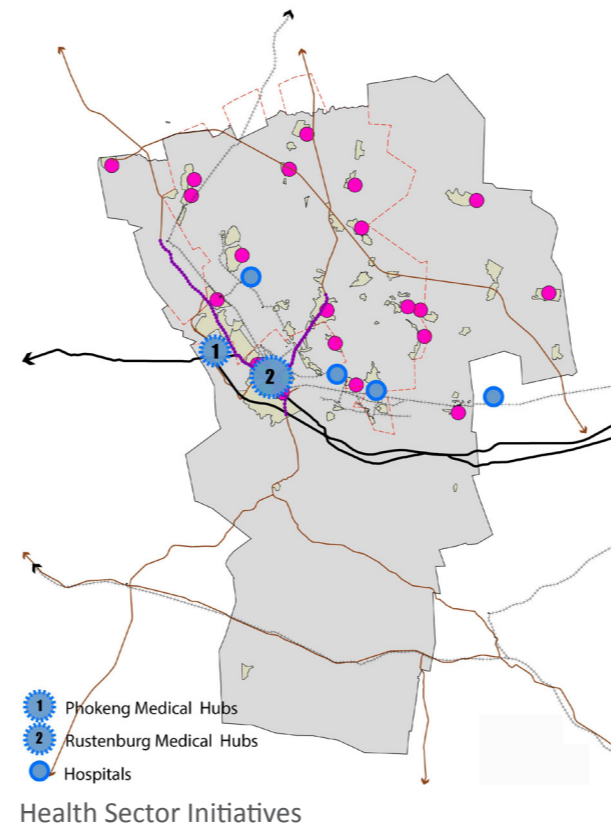 1
2
1 Phokeng Medical Hubs
2 Rustenburg Medical Hubs
Hospitals
Health Sector Initiatives